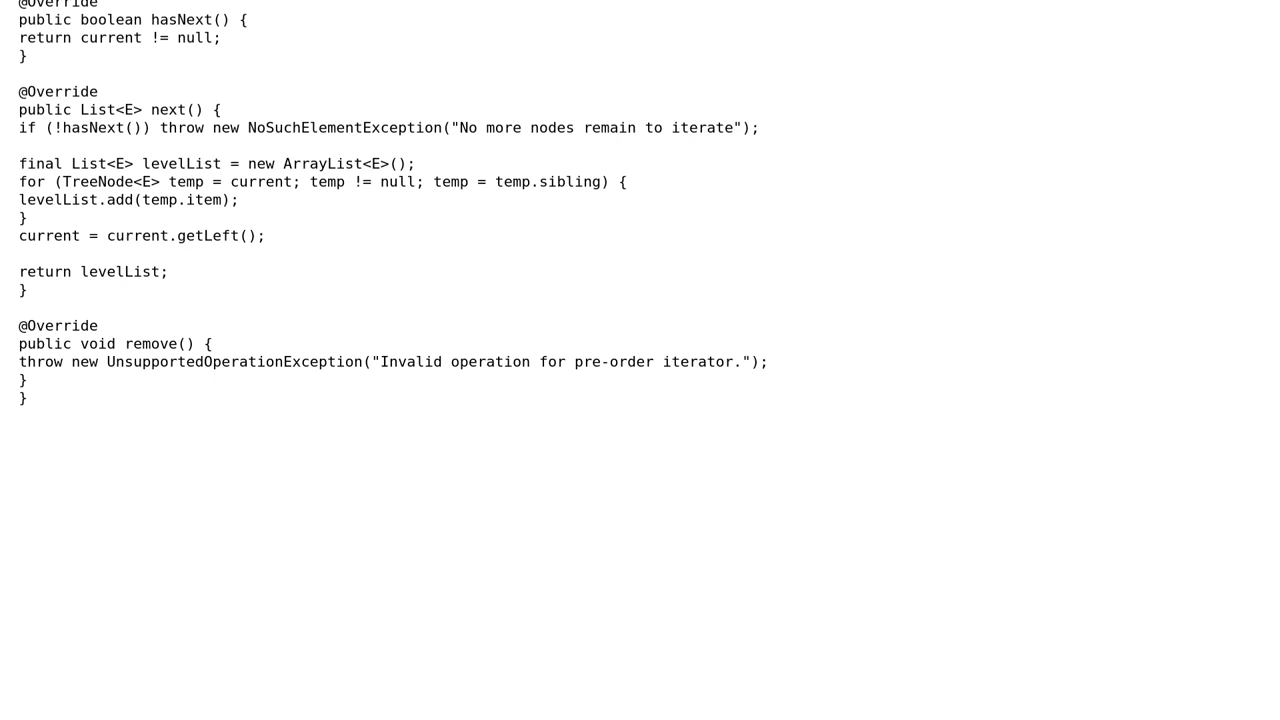 @Override
public boolean hasNext() {
return current != null;
}
@Override
public List<E> next() {
if (!hasNext()) throw new NoSuchElementException("No more nodes remain to iterate");
final List<E> levelList = new ArrayList<E>();
for (TreeNode<E> temp = current; temp != null; temp = temp.sibling) {
levelList.add(temp.item);
}
current = current.getLeft();
return levelList;
}
@Override
public void remove() {
throw new UnsupportedOperationException("Invalid operation for pre-order iterator.");
}
}